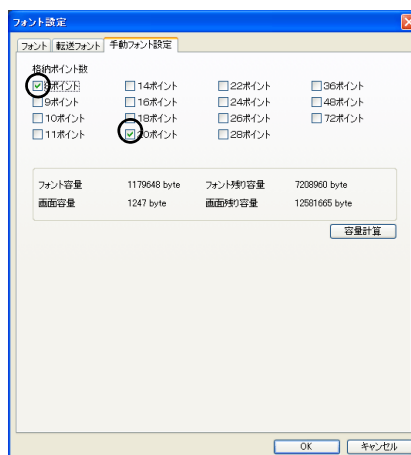 フォント設定
フォント 転送フォント 手動フォント設定
格納ポイント数
8ポイント 14ポイント 22ポイント 36ポイント
9ポイント 16ポイント 24ポイント 48ポイント
10ポイント 18ポイント 26ポイント 72ポイント
11ポイント 20ポイント 28ポイント
フォント容量 1179648 byte フォント残り容量 7208960 byte
画面容量 1247 byte 画面残り容量 12581665 byte
容量計算
OK キャンセル